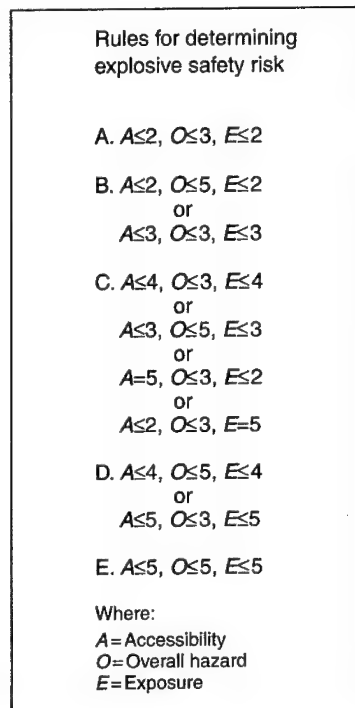 Rules for determining
explosive safety risk
A. A≤2, O≤3, E≤2
B. A≤2, O≤5, E≤2
or
A≤3, O≤3, E≤3
C. A≤4, O≤3, E≤4
or
A≤3, O≤5, E≤3
or
A=5, O≤3, E≤2
or
A≤2, O≤3, E=5
D. A≤4, O≤5, E≤4
or
A≤5, O≤3, E≤5
E. A≤5, O≤5, E≤5
Where:
A=Accessibility
O=Overall hazard
E=Exposure